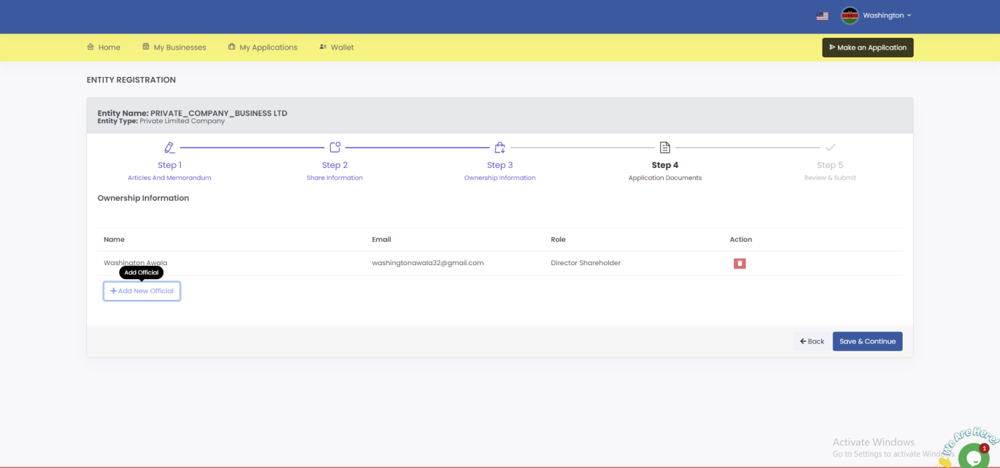 Washington
Home My Businesses My Applications Wallet Make an Application
ENTITY REGISTRATION
Entity Name: PRIVATE_COMPANY_BUSINESS LTD
Entity Type: Private Limited Company
Step 1 Step 2 Step 3 Step 4 Step 5
Articles And Memorandum Share Information Ownership Information Application Documents Review & Submit
Ownership Information
Name Email Role Action
Washington Awala washingtonawala32@gmail.com Director Shareholder
Add Official
+ Add New Official
Back Save & Continue
Activate Windows
Go to Settings to activate Windows.
We Are Here!
1